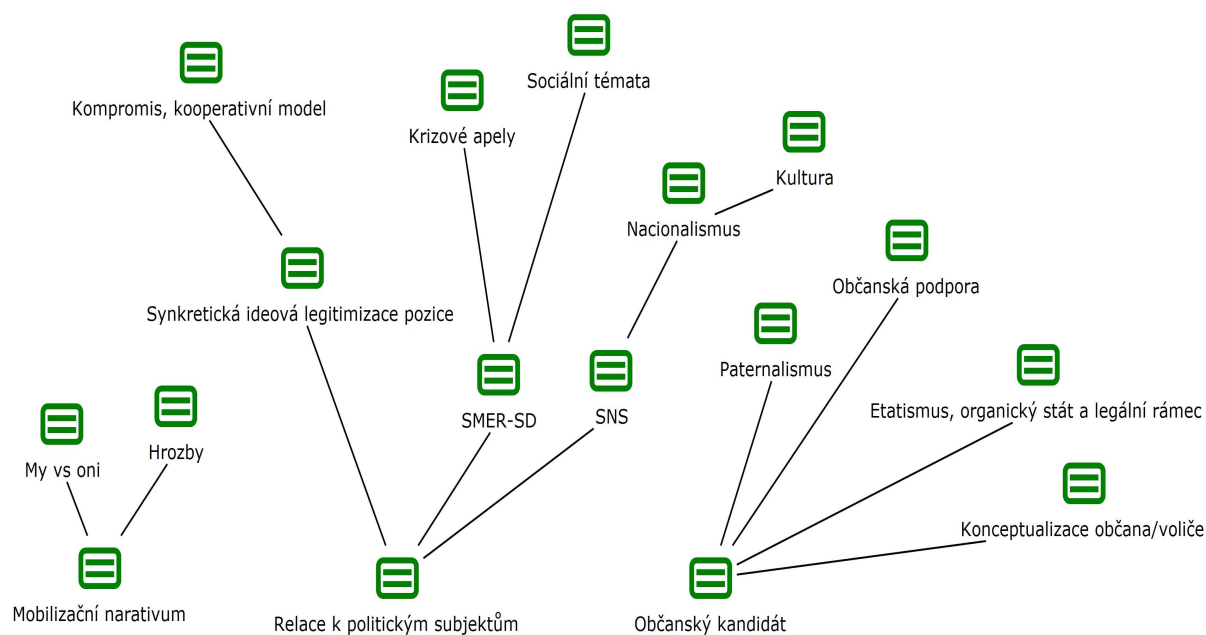 Sociální témata
Kompromis, kooperativní model
Krizové apely
Kultura
Nacionalismus
Občanská podpora
Synkretická ideová legitimizace pozice
Paternalismus
Etatismus, organický stát a legální rámec
SMER-SD
SNS
Hrozby
My vs oni
Konceptualizace občana/voliče
Mobilizační narativum
Relace k politickým subjektům
Občanský kandidát